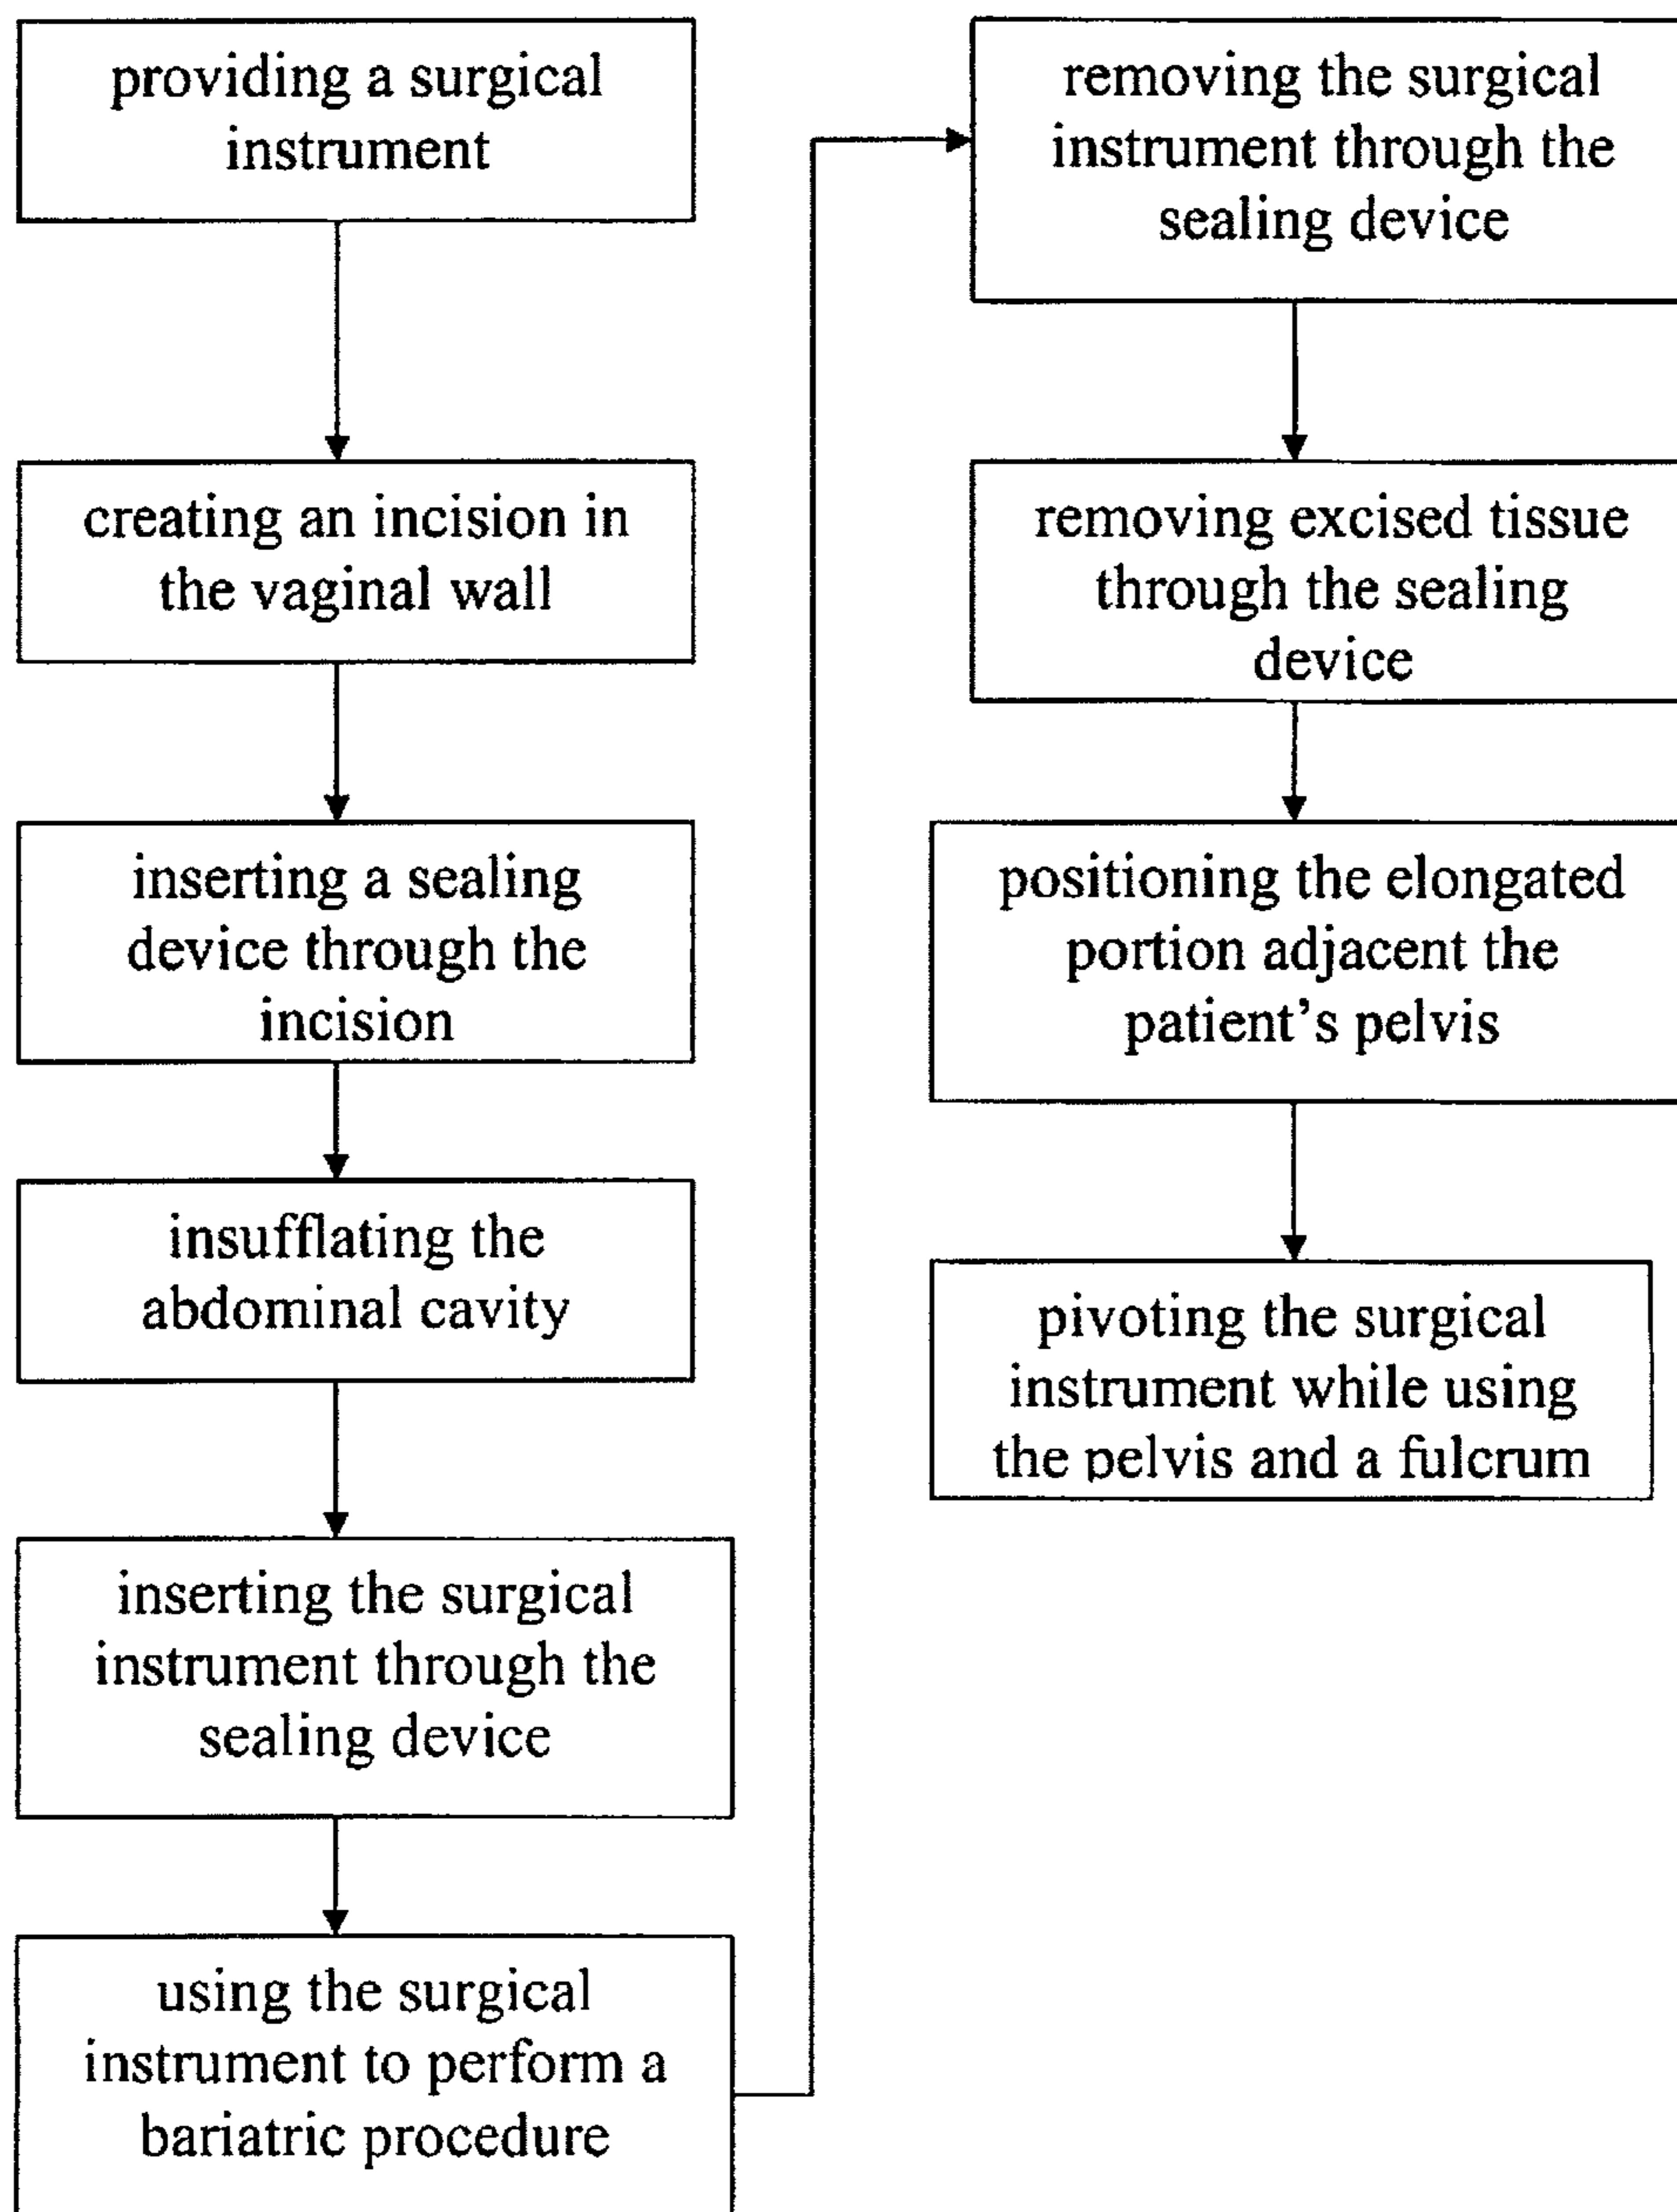 providing a surgical
instrument
creating an incision in
the vaginal wall
inserting a sealing
device through the
incision
insufflating the
abdominal cavity
inserting the surgical
instrument through the
sealing device
using the surgical
instrument to perform a
bariatric procedure
removing the surgical
instrument through the
sealing device
removing excised tissue
through the sealing
device
positioning the elongated
portion adjacent the
patient's pelvis
pivoting the surgical
instrument while using
the pelvis and a fulcrum